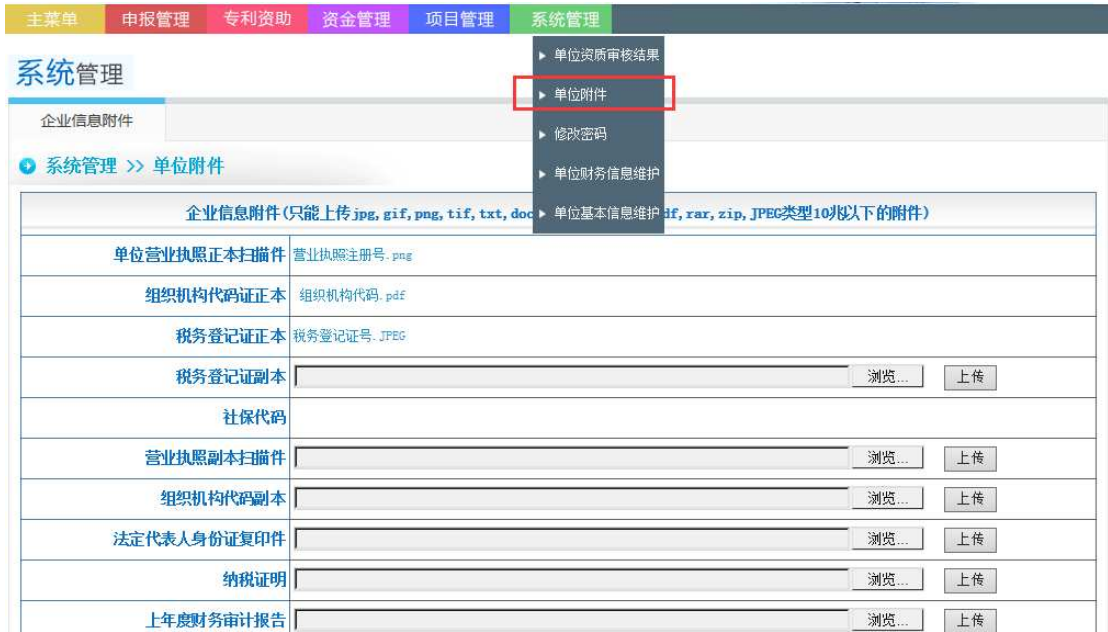 主菜单 申报管理 专利资助 资金管理 项目管理 系统管理
单位资质审核结果
系统管理
单位附件
企业信息附件
修改密码
系统管理 >> 单位附件
单位财务信息维护
企业信息附件(只能上传jpg,gif,png,tif,txt,doc
单位基本信息维护
df,rar,zip,JPEG类型10兆以下的附件)
单位营业执照正本扫描件 营业执照注册号.png
组织机构代码证正本 组织机构代码.pdf
税务登记证正本 税务登记证号.JPEG
税务登记证副本 浏览... 上传
社保代码
营业执照副本扫描件 浏览... 上传
组织机构代码副本 浏览... 上传
法定代表人身份证复印件 浏览... 上传
纳税证明 浏览... 上传
上年度财务审计报告 浏览... 上传